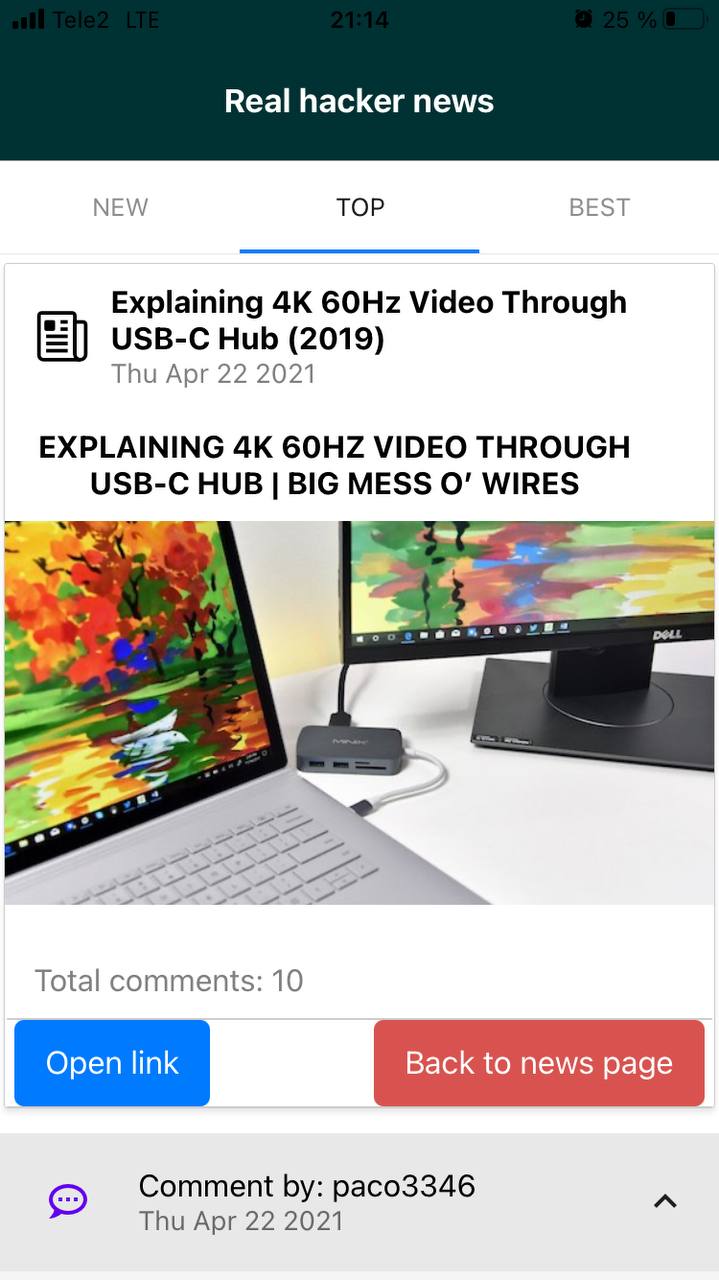 Tele2 LTE 21:14 25 %
Real hacker news
NEW TOP BEST
Explaining 4K 60Hz Video Through
USB-C Hub (2019)
Thu Apr 22 2021
EXPLAINING 4K 60HZ VIDEO THROUGH
USB-C HUB | BIG MESS O’ WIRES
DELL
MINIX
Total comments: 10
Open link Back to news page
Comment by: paco3346
Thu Apr 22 2021